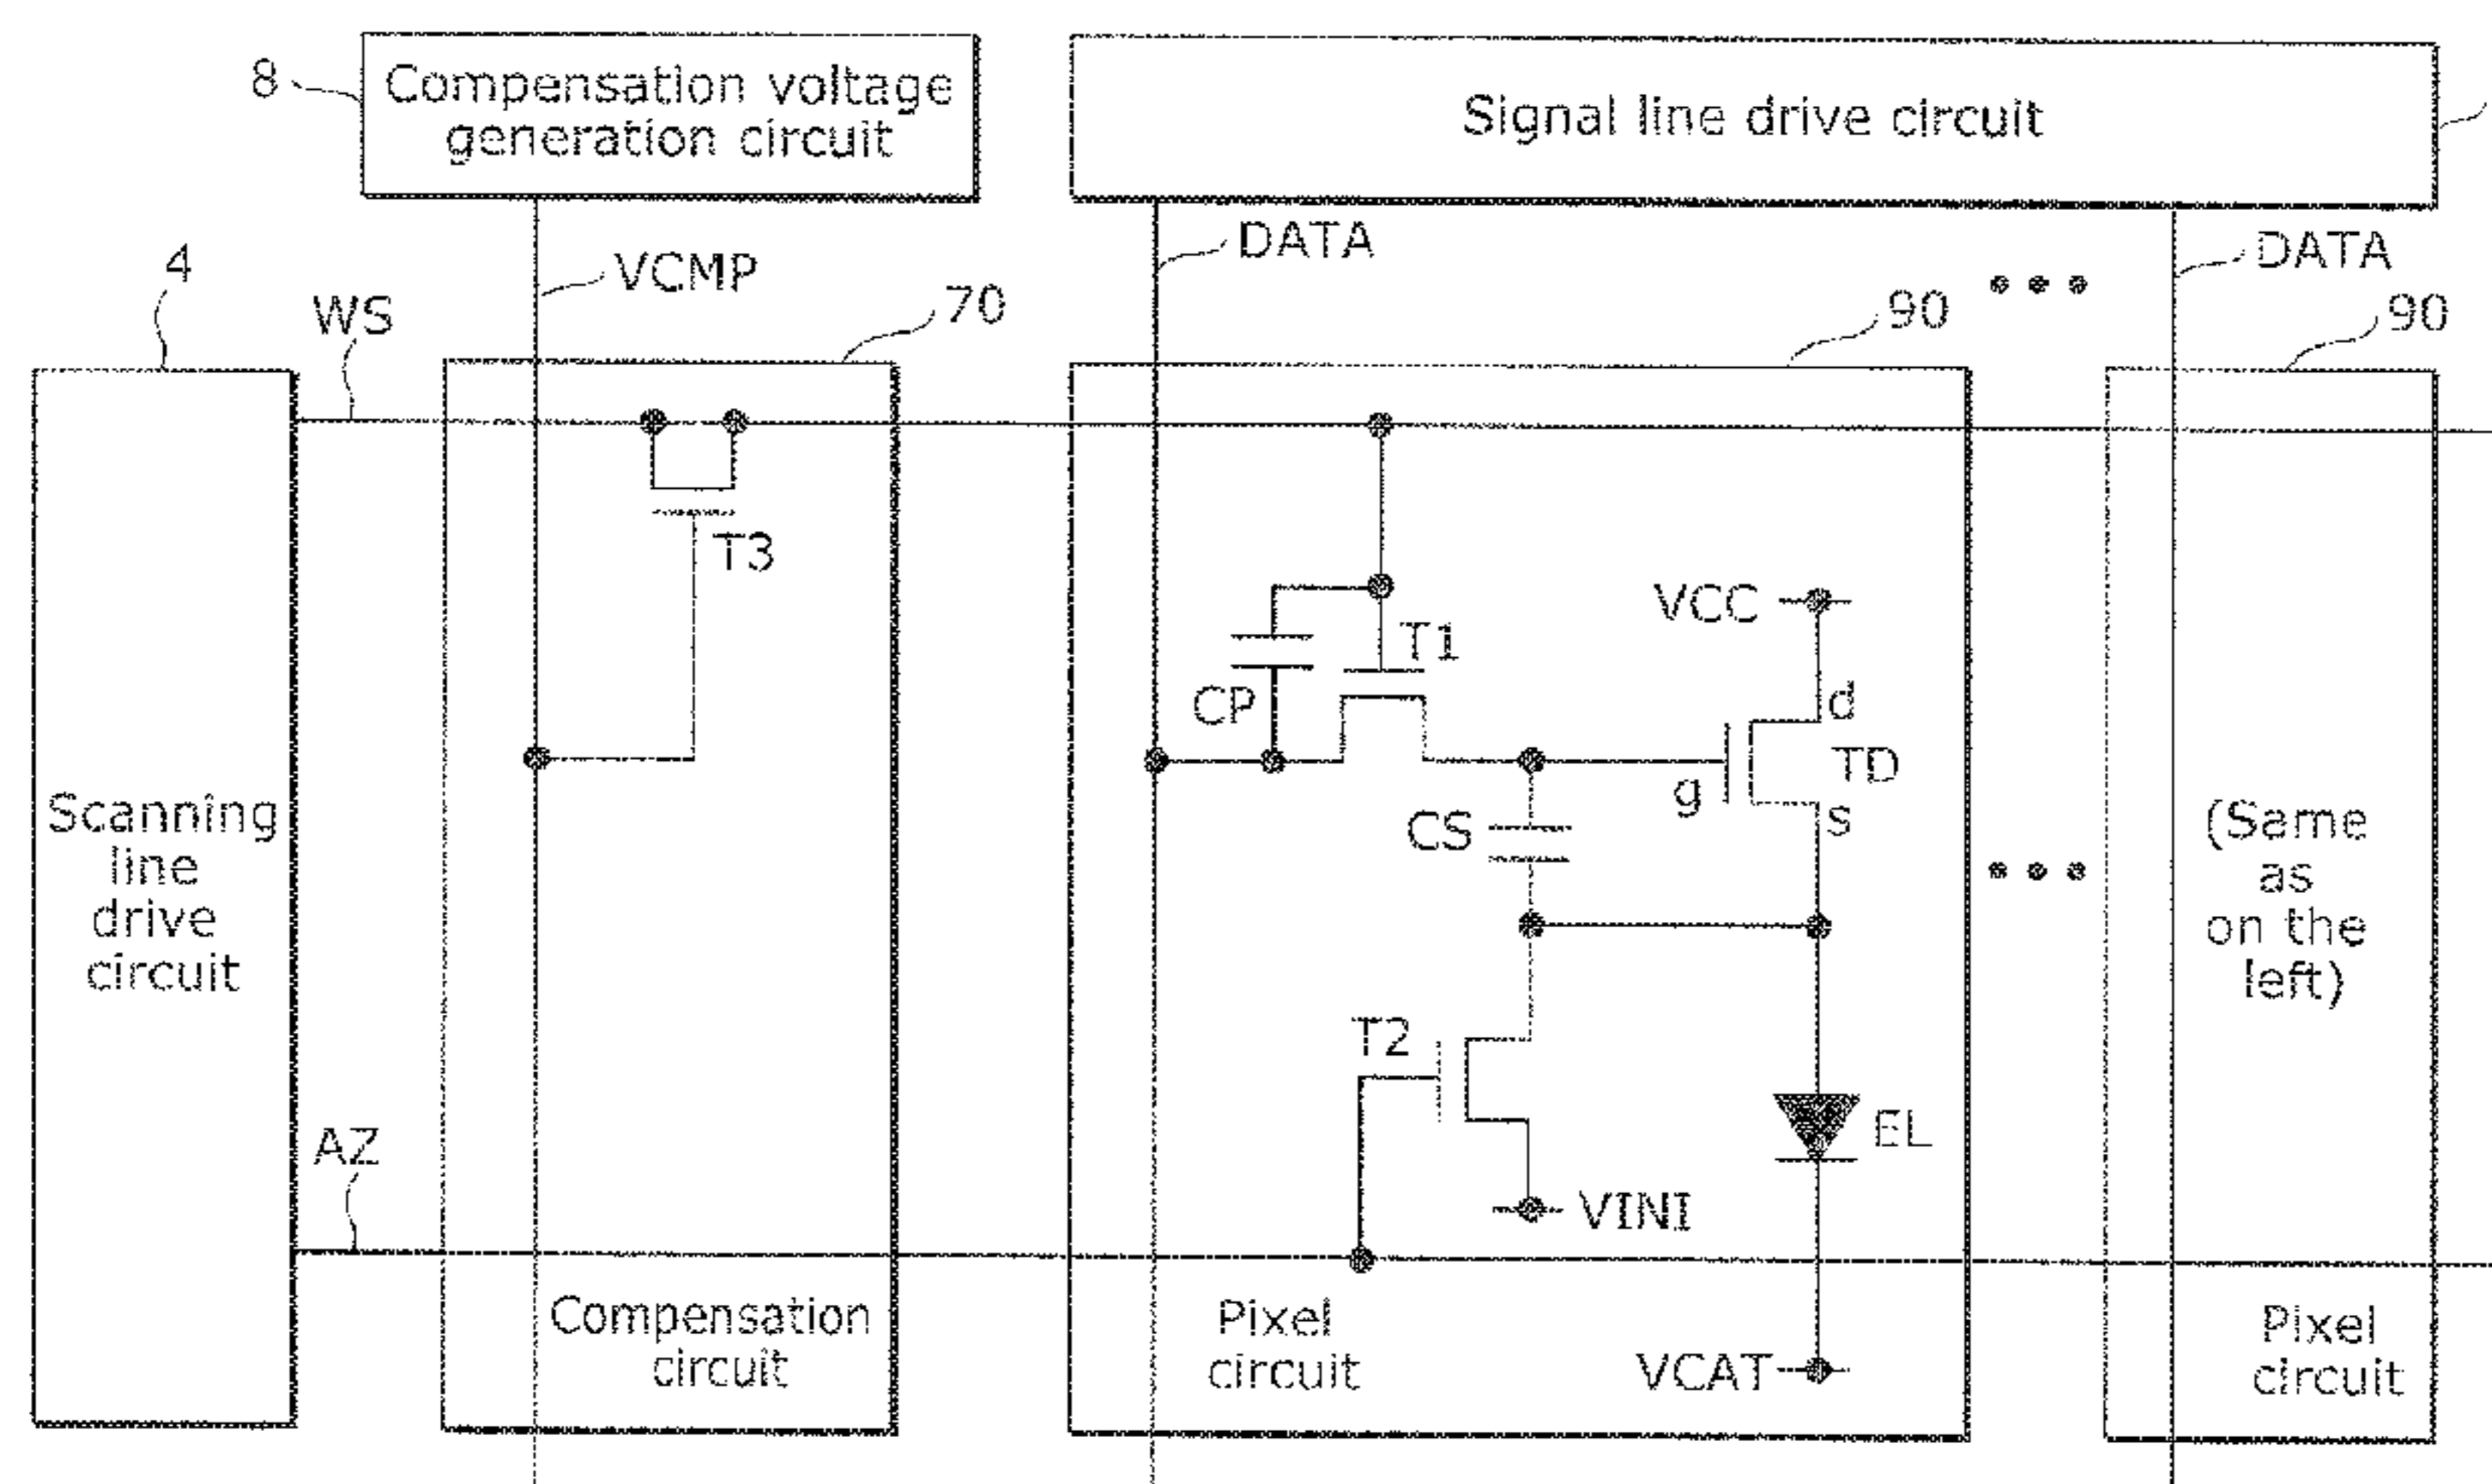 8
Compensation voltage
generation circuit
Signal line drive circuit
4
WS
VCMP
70
DATA
90
DATA
90
T3
T1
VCC
CP
d
TD
g
s
CS
Scanning
line
drive
circuit
(Same
as
on the
left)
T2
EL
AZ
VINI
Compensation
circuit
Pixel
circuit
VCAT
Pixel
circuit